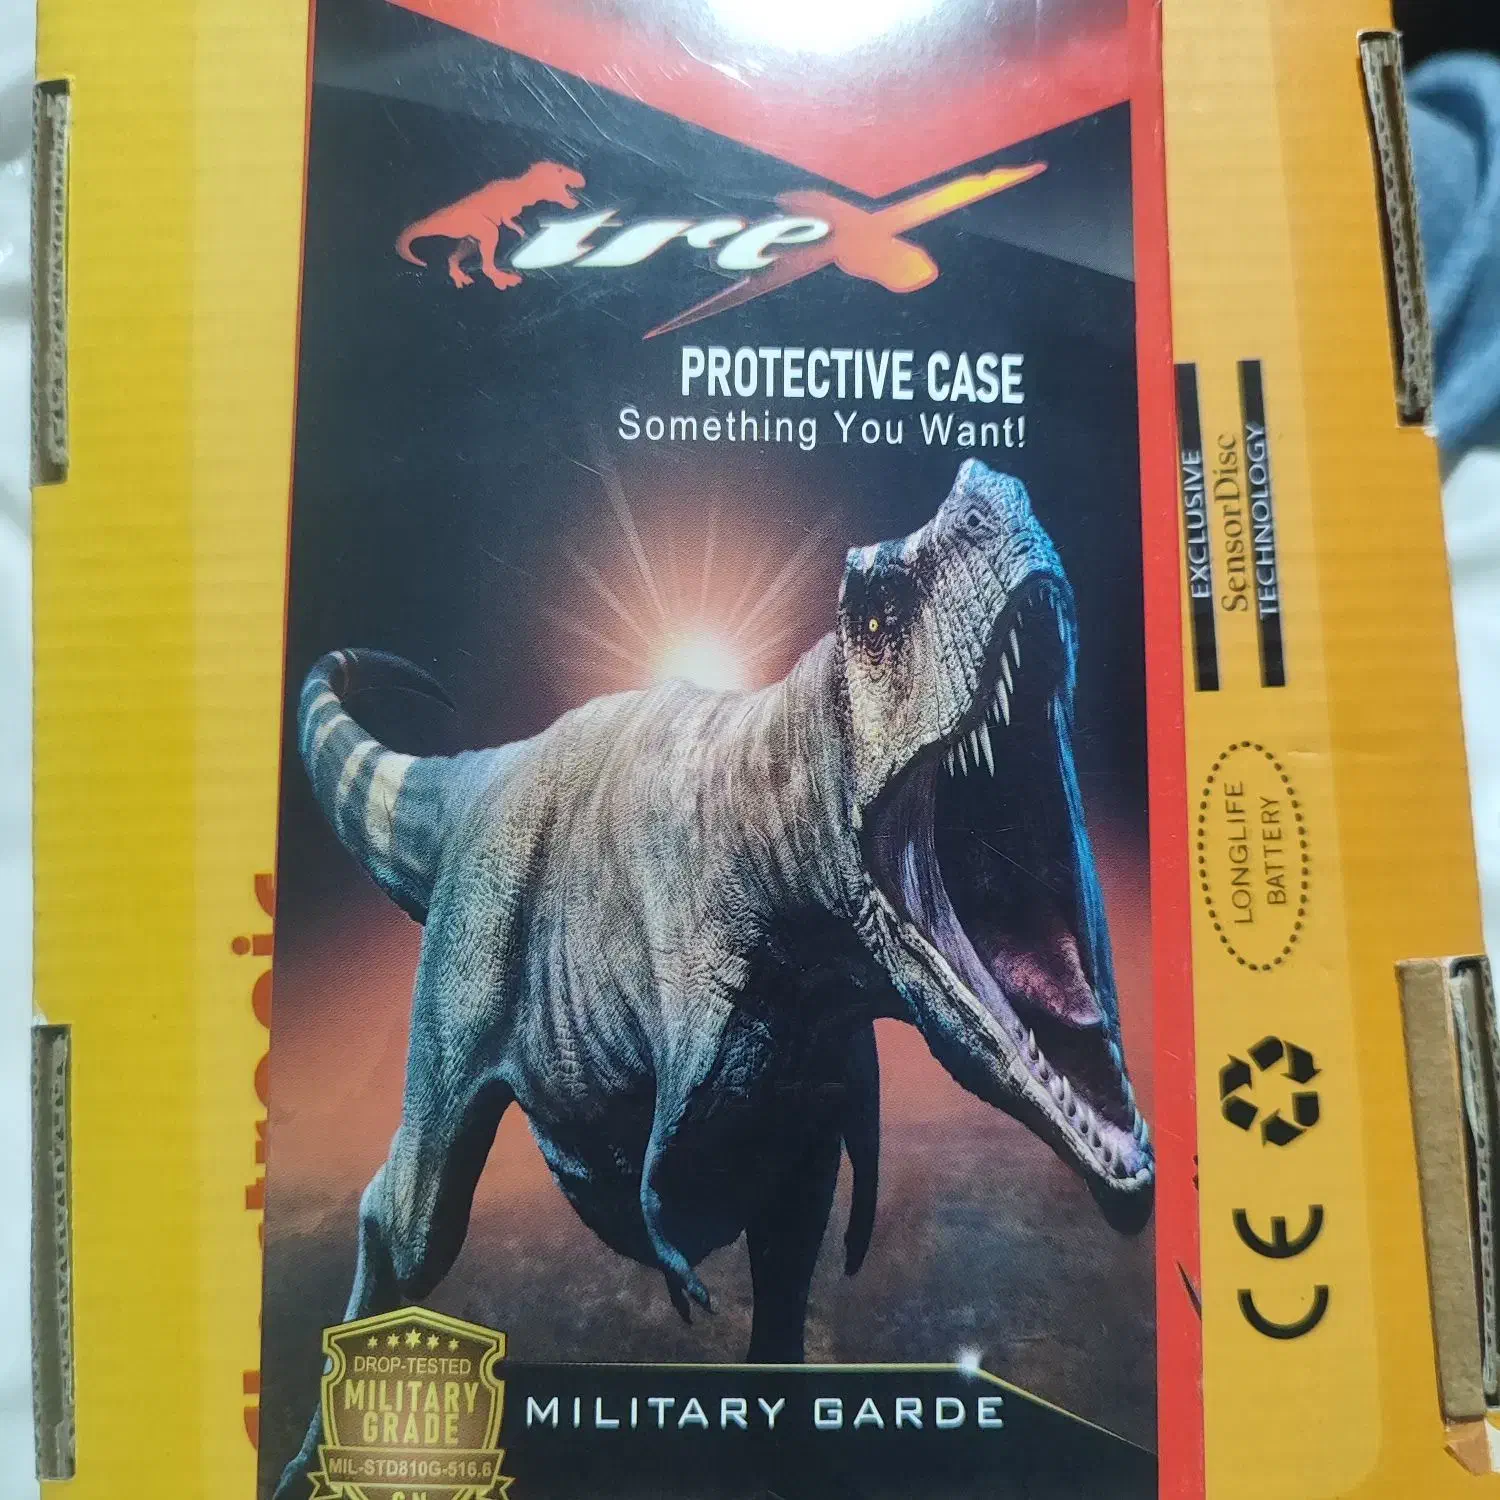 trex
PROTECTIVE CASE
Something You Want!
EXCLUSIVE
SensorDisc
TECHNOLOGY
LONGLIFE
BATTERY
CE
DROP-TESTED
MILITARY
GRADE
MIL-STD810G-516.6
MILITARY GARDE